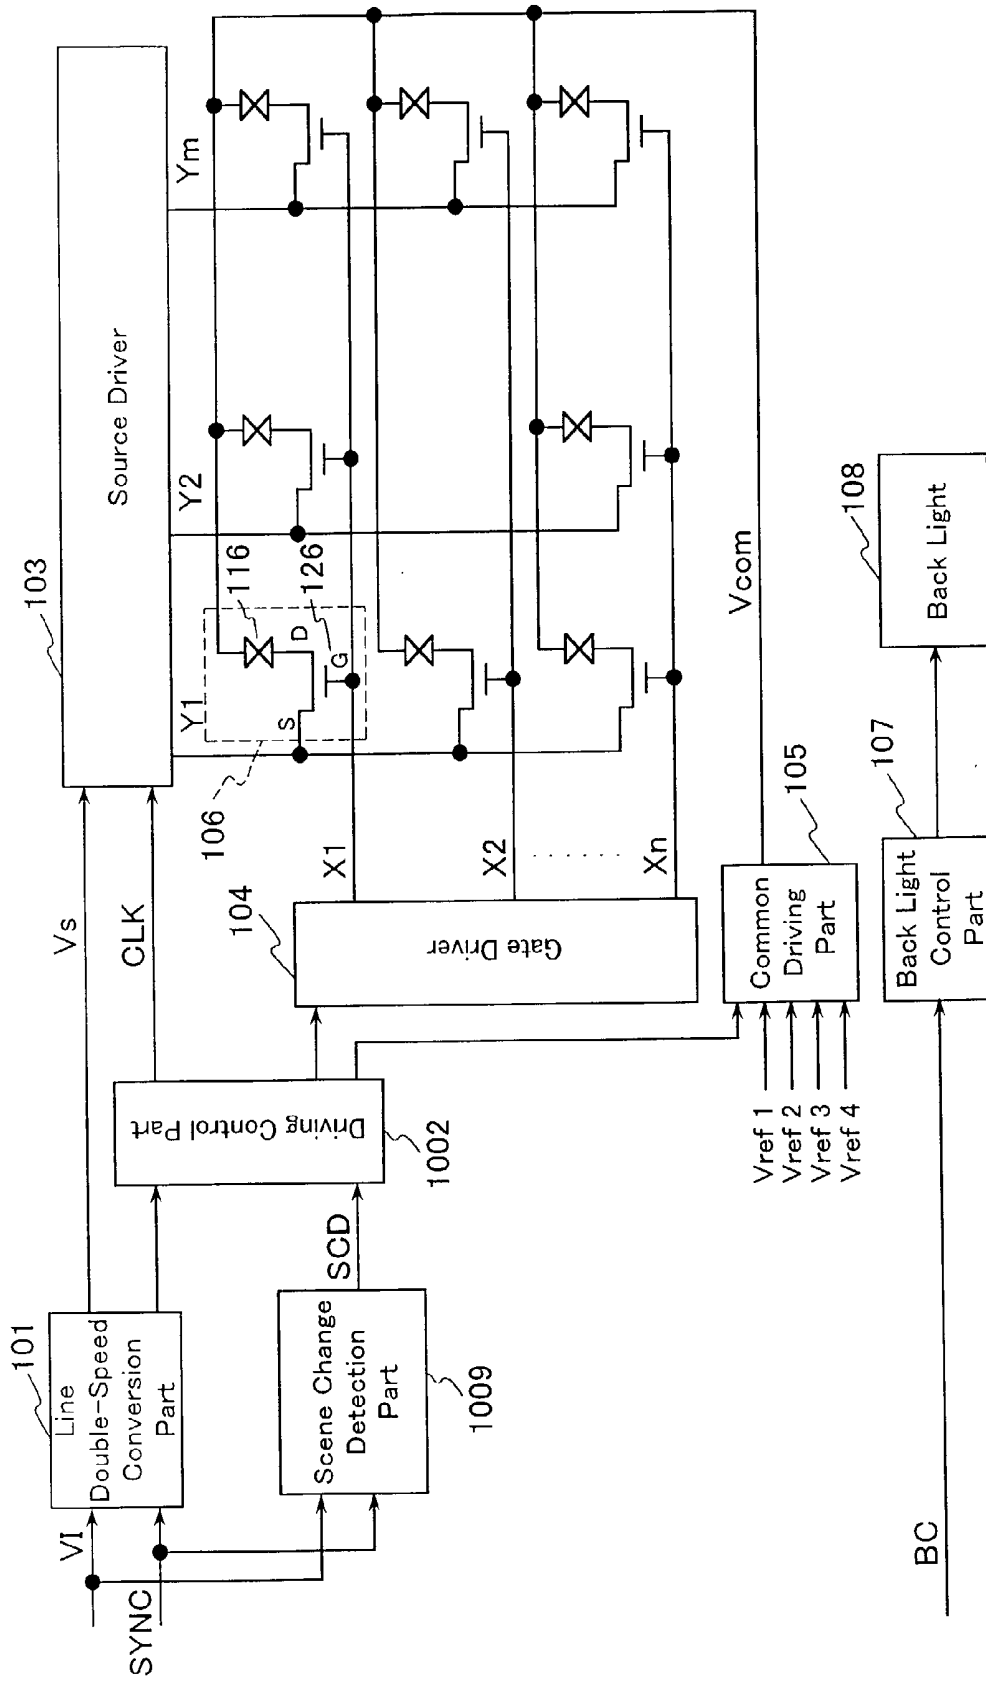 VI
SYNC
101
Line
Double-Speed
Conversion
Part
Scene Change
Detection
Part
1009
SCD
Vs
CLK
Driving Control Part
1002
103
Source Driver
104
Gate Driver
X1
X2
Xn
Y1
Y2
Ym
106
S
D
G
116
126
Vref 1
Vref 2
Vref 3
Vref 4
Common
Driving
Part
105
Vcom
BC
Back Light
Control
Part
107
Back Light
108